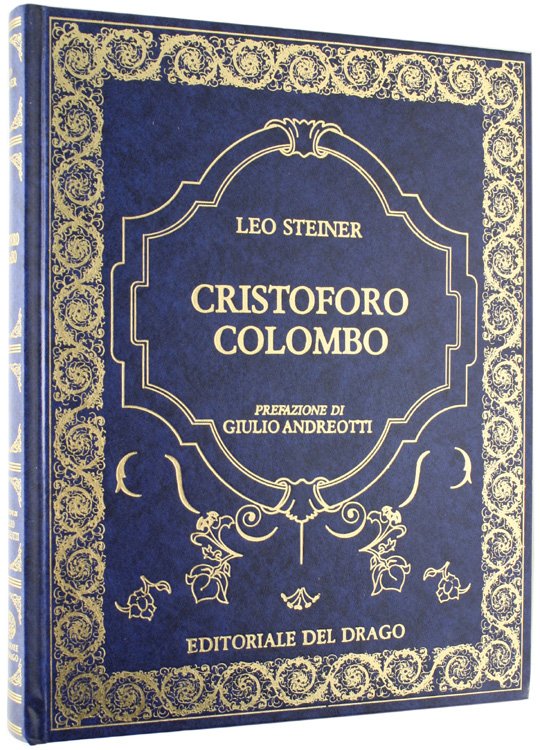 LEO STEINER
CRISTOFORO
COLOMBO
PREFAZIONE DI
GIULIO ANDREOTTI
EDITORIALE DEL DRAGO